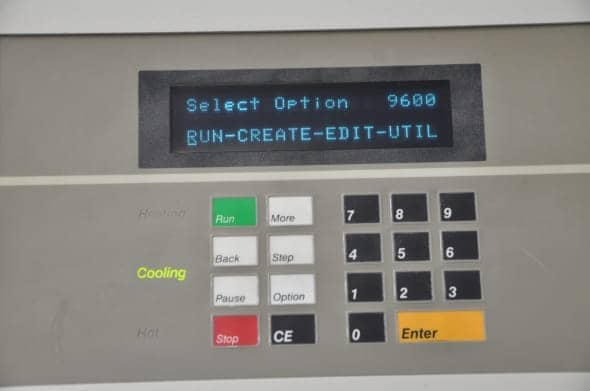 Select Option 9600
RUN-CREATE-EDIT-UTIL
Heating Run More 7 8 9
Back Step 4 5 6
Cooling
Pause Option 1 2 3
Hot Stop CE 0 Enter